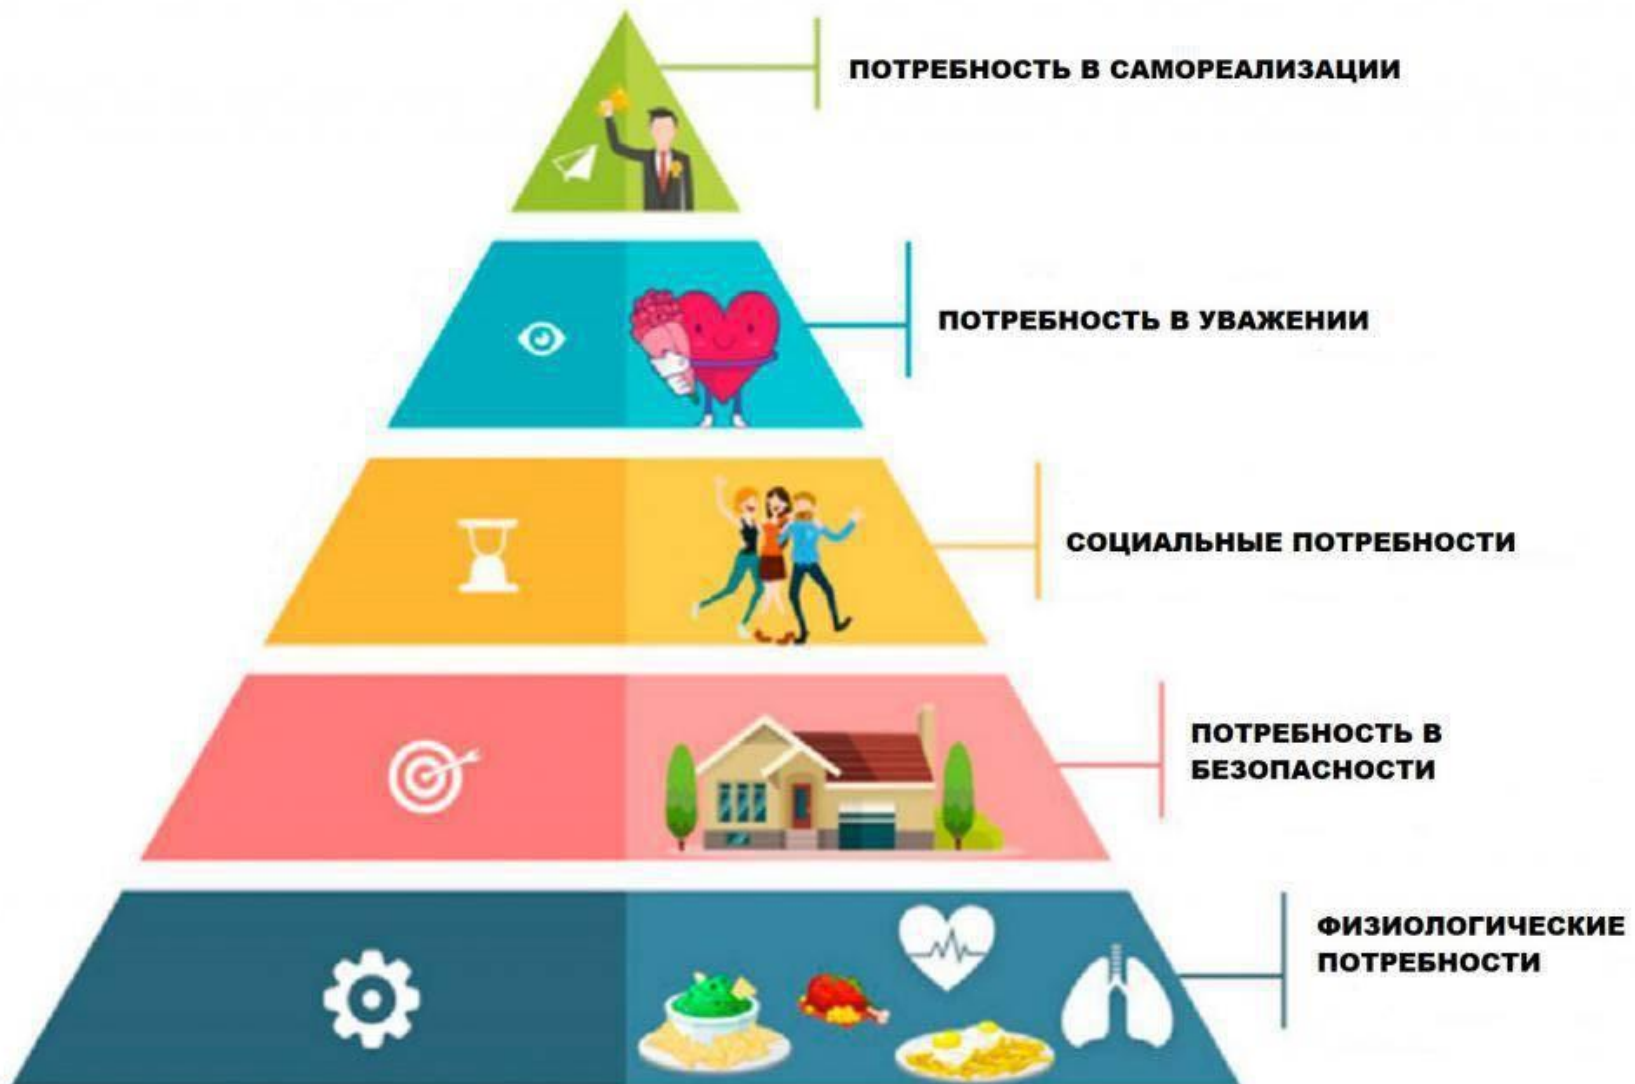 ПОТРЕБНОСТЬ В САМОРЕАЛИЗАЦИИ
ПОТРЕБНОСТЬ В УВАЖЕНИИ
СОЦИАЛЬНЫЕ ПОТРЕБНОСТИ
ПОТРЕБНОСТЬ В
БЕЗОПАСНОСТИ
ФИЗИОЛОГИЧЕСКИЕ
ПОТРЕБНОСТИ